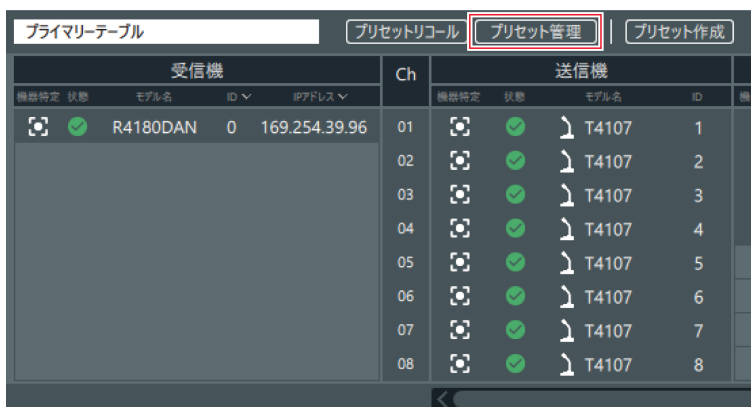 プライマリーテーブル プリセットリコール プリセット管理 プリセット作成
受信機 Ch 送信機
機器特定 状態 モデル名 ID IPアドレス 機器特定 状態 モデル名 ID 機
R4180DAN 0 169.254.39.96 01 T4107 1
02 T4107 2
03 T4107 3
04 T4107 4
05 T4107 5
06 T4107 6
07 T4107 7
08 T4107 8